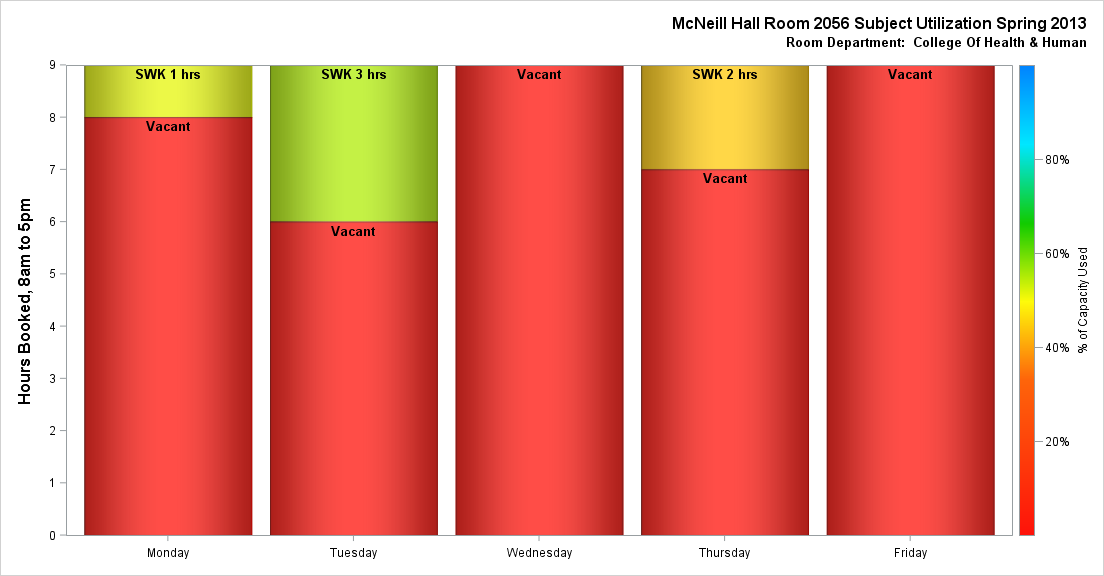 McNeill Hall Room 2056 Subject Utilization Spring 2013
Room Department:  College Of Health & Human
Hours Booked, 8am to 5pm
9
8
7
6
5
4
3
2
1
0
SWK 1 hrs
Vacant
SWK 3 hrs
Vacant
Vacant
SWK 2 hrs
Vacant
Vacant
Monday
Tuesday
Wednesday
Thursday
Friday
80%
60%
40%
20%
% of Capacity Used